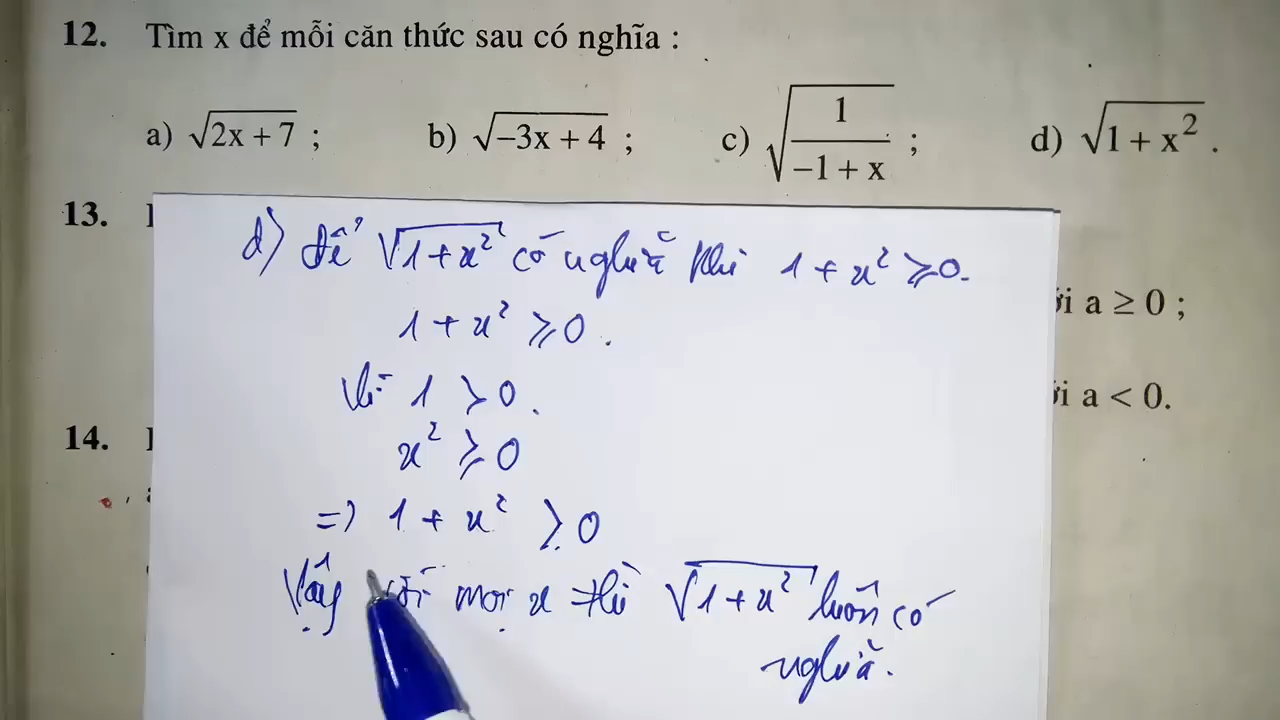 12. Tìm x để mỗi căn thức sau có nghĩa :
a) √(2x + 7) ; b) √(–3x + 4) ; c) √(1/(–1 + x)) ; d) √(1 + x²) .
13.
d) Để √(1 + x²) có nghĩa khi 1 + x² ⩾ 0.
ới a ≥ 0 ;
1 + x² ⩾ 0.
Vì 1 > 0.
ới a < 0.
x² ⩾ 0
14.
=> 1 + x² > 0
Vậy với mọi x thì √(1 + x²) luôn có
nghĩa.